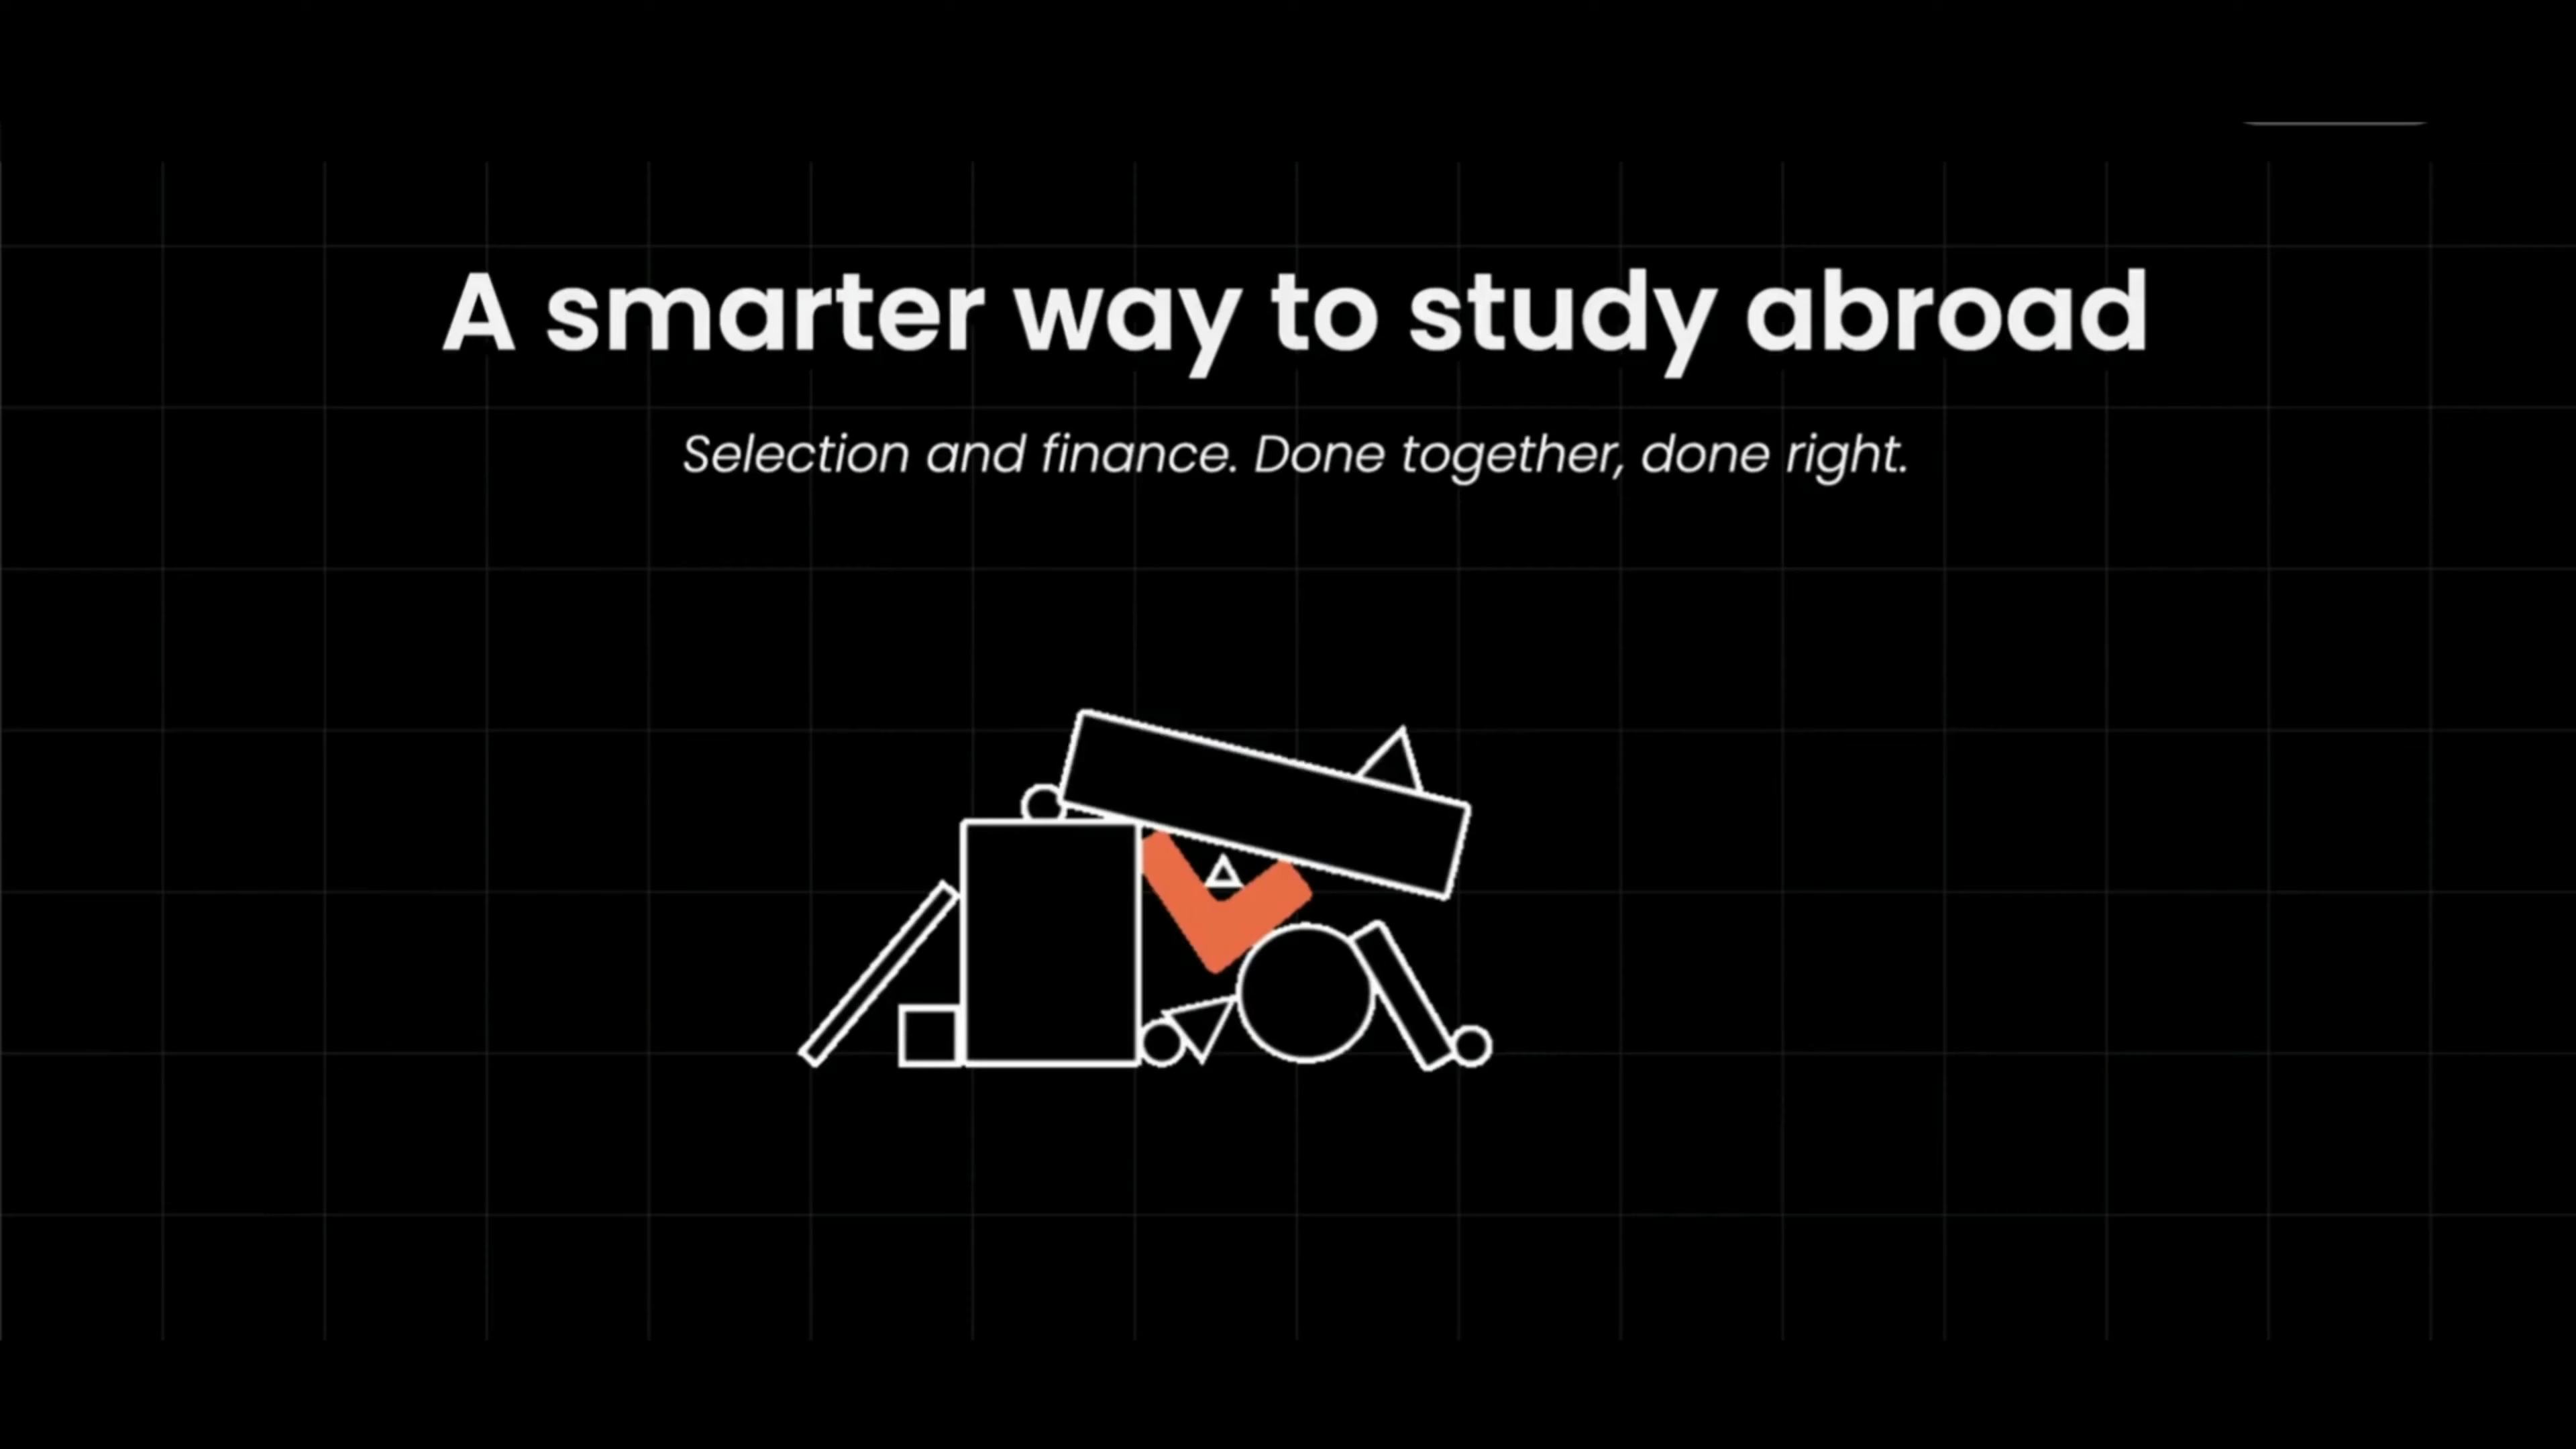 A smarter way to study abroad
Selection and finance. Done together, done right.